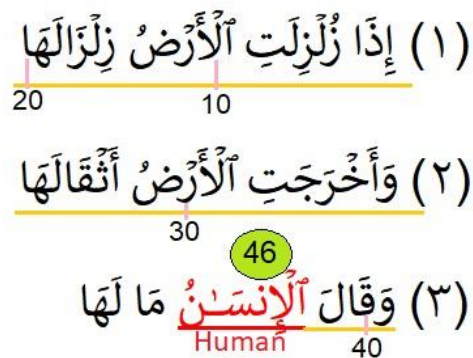 (١) إِذَا زُلْزِلَتِ ٱلْأَرْضُ زِلْزَالَهَا
20 10
(٢) وَأَخْرَجَتِ ٱلْأَرْضُ أَثْقَالَهَا
30
46
(٣) وَقَالَ ٱلْإِنسَـٰنُ مَا لَهَا
Human 40